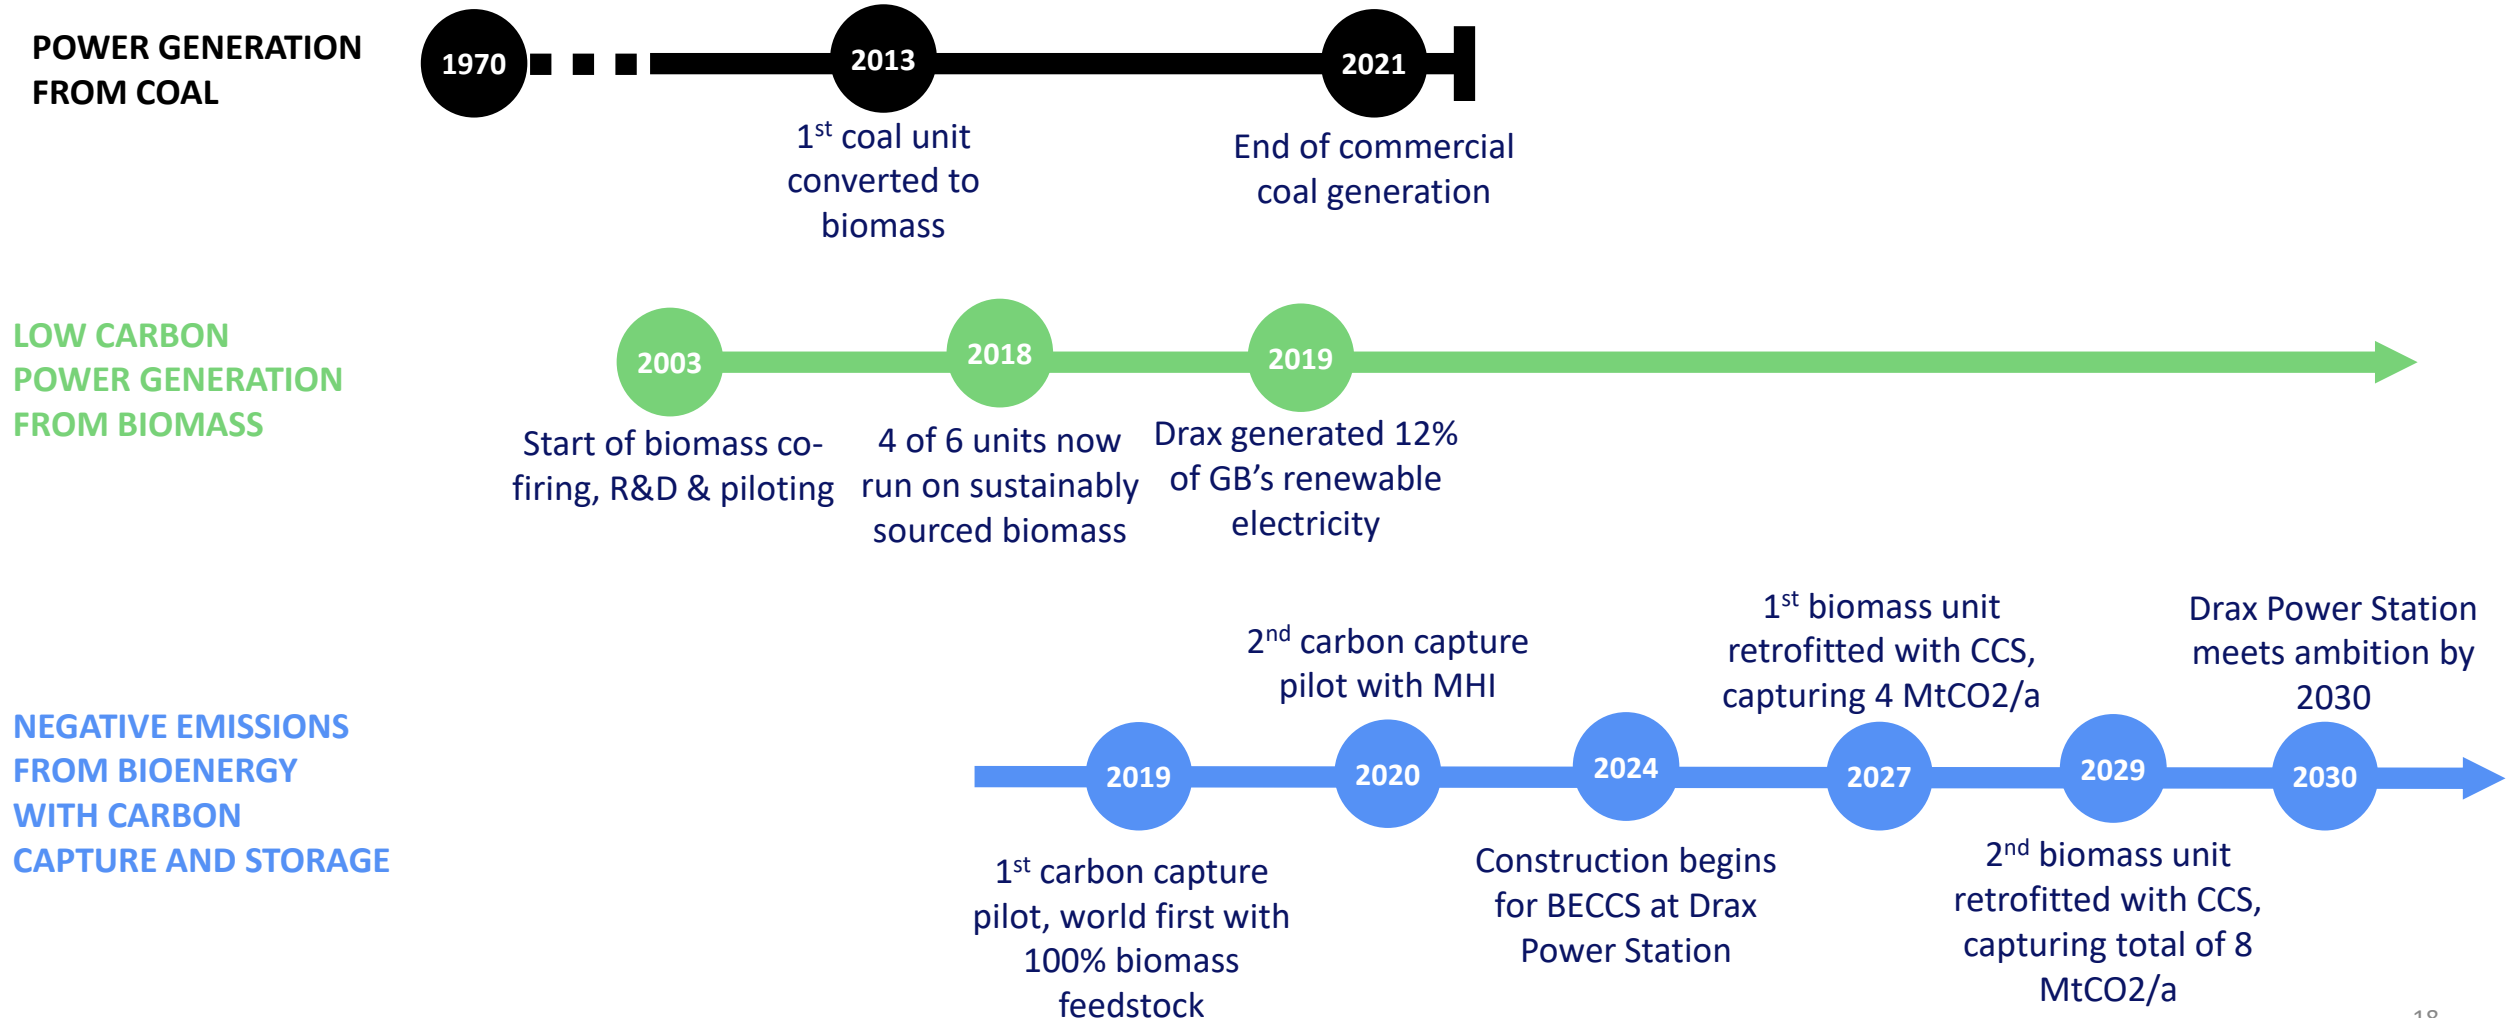 POWER GENERATION
FROM COAL
1970
2013
2021
1st coal unit
converted to
biomass
End of commercial
coal generation
LOW CARBON
POWER GENERATION
FROM BIOMASS
2003
2018
2019
Start of biomass co-
firing, R&D & piloting
4 of 6 units now
run on sustainably
sourced biomass
Drax generated 12%
of GB’s renewable
electricity
NEGATIVE EMISSIONS
FROM BIOENERGY
WITH CARBON
CAPTURE AND STORAGE
2019
1st carbon capture
pilot, world first with
100% biomass
feedstock
2nd carbon capture
pilot with MHI
2020
2024
Construction begins
for BECCS at Drax
Power Station
1st biomass unit
retrofitted with CCS,
capturing 4 MtCO2/a
2027
2029
2nd biomass unit
retrofitted with CCS,
capturing total of 8
MtCO2/a
Drax Power Station
meets ambition by
2030
2030
18